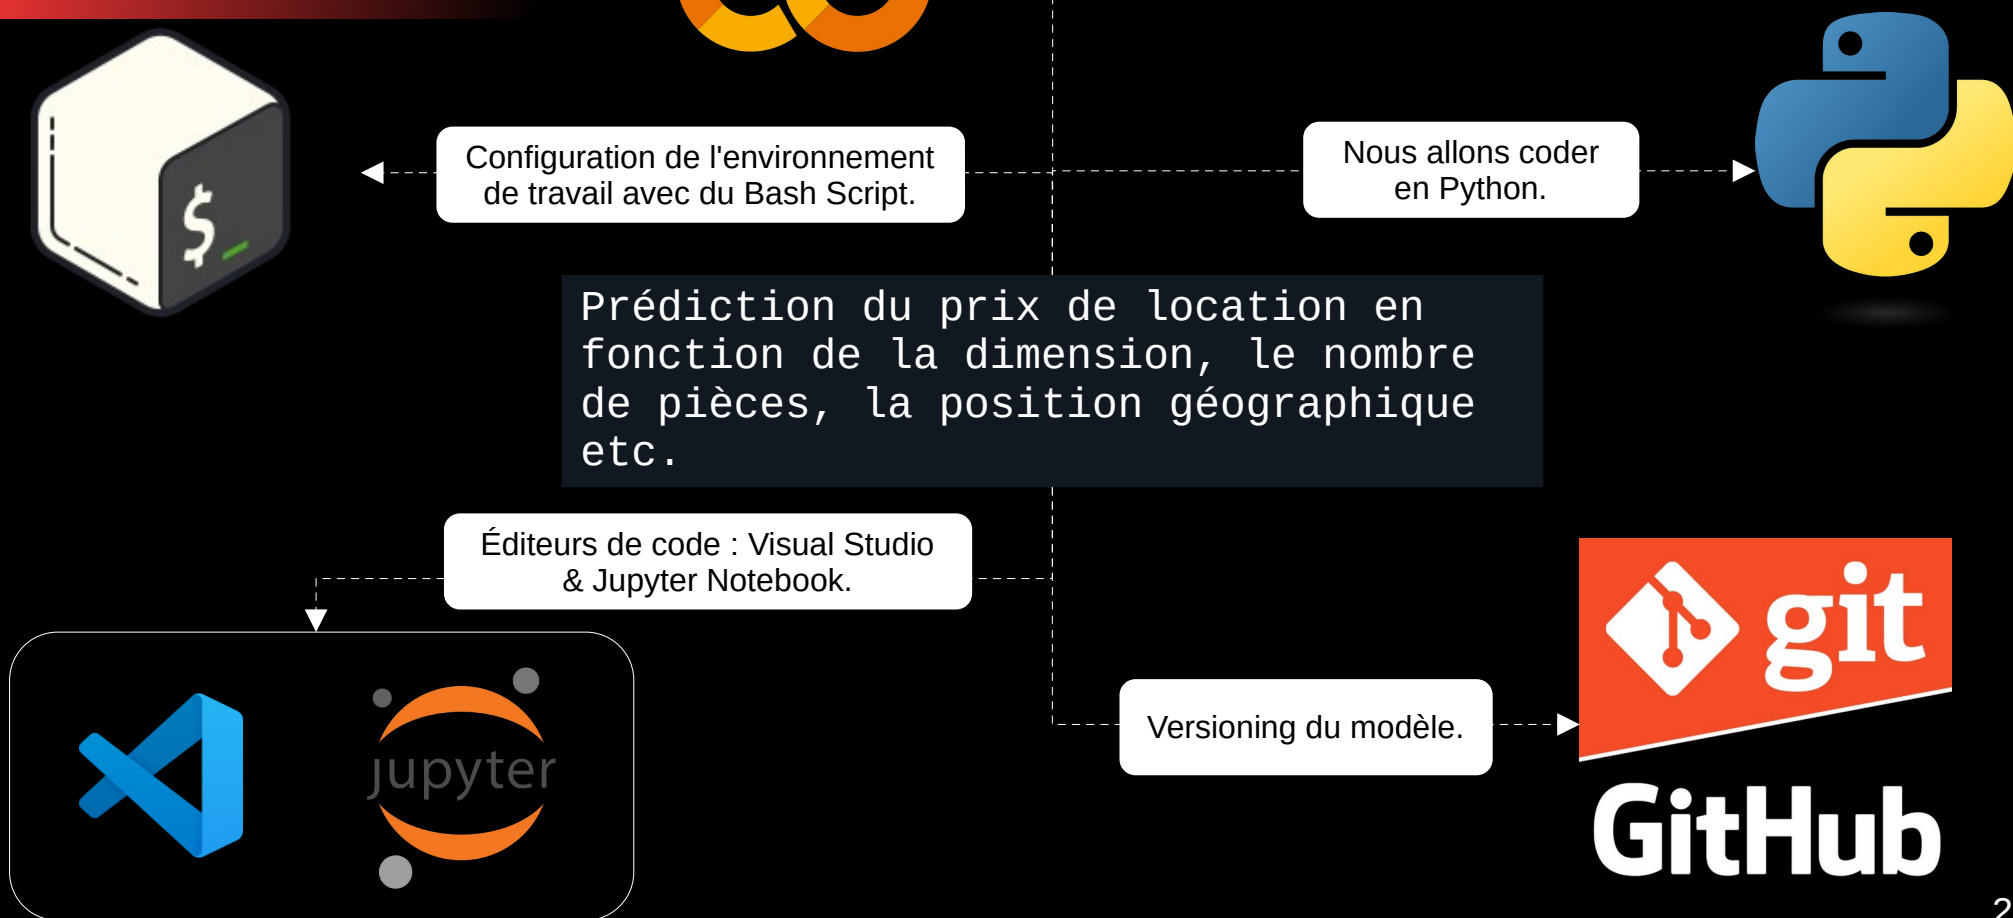 Configuration de l'environnement
de travail avec du Bash Script.
Nous allons coder
en Python.
$_
Prédiction du prix de location en
fonction de la dimension, le nombre
de pièces, la position géographique
etc.
Éditeurs de code : Visual Studio
& Jupyter Notebook.
jupyter
Versioning du modèle.
git
GitHub
2